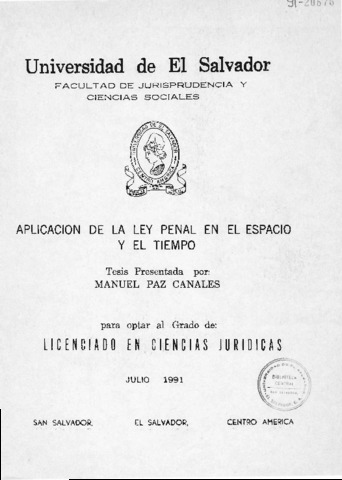 Universidad de El Salvador
FACULTAD DE JURISPRUDENCIA Y
CIENCIAS SOCIALES
APLICACION DE LA LEY PENAL EN EL ESPACIO
Y EL TIEMPO
Tesis Presentada por:
MANUEL PAZ CANALES
para optar al Grado de:
LICENCIADO EN CIENCIAS JURIDICAS
JULIO 1991
BIBLIOTECA
CENTRAL
SAN SALVADOR, EL SALVADOR, CENTRO AMERICA